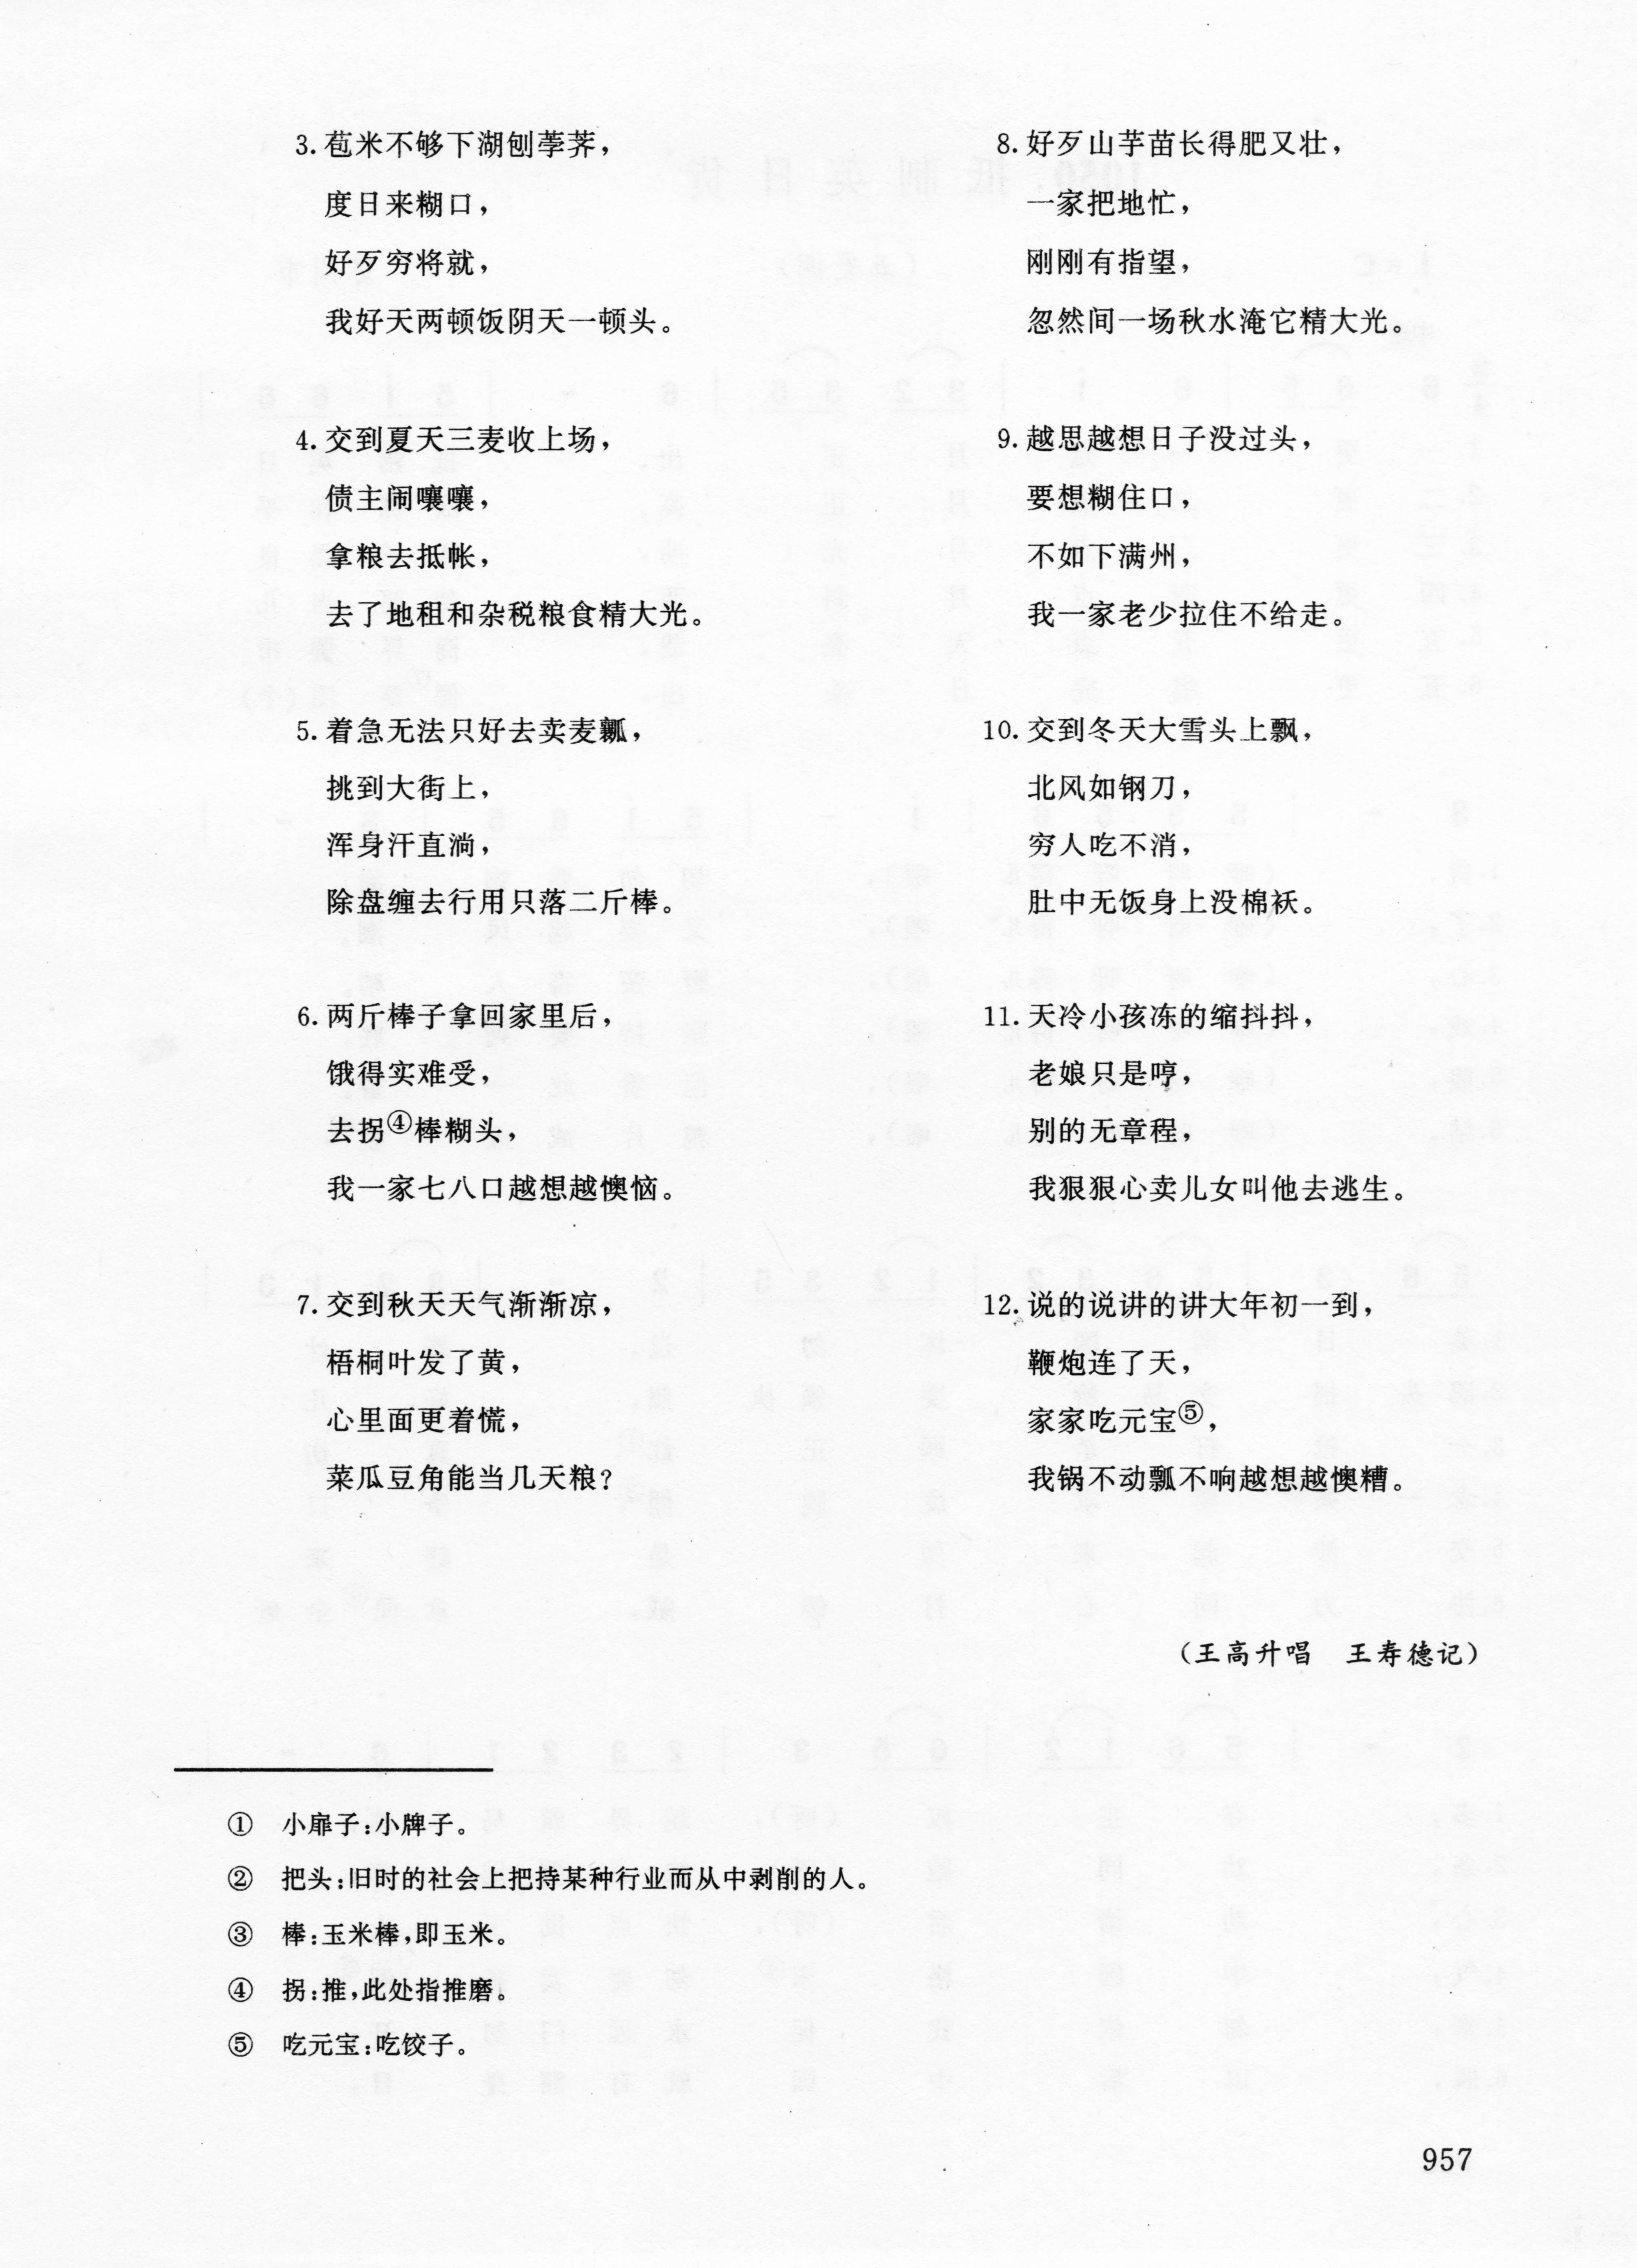 3. 苞米不够下湖刨荸荠，
度日来糊口，
好歹穷将就，
我好天两顿饭阴天一顿头。
4. 交到夏天三麦收上场，
债主闹嚷嚷，
拿粮去抵帐，
去了地租和杂税粮食精大光。
5. 着急无法只好去卖麦瓤，
挑到大街上，
浑身汗直淌，
除盘缠去行用只落二斤棒。
6. 两斤棒子拿回家里后，
饿得实难受，
去拐④棒糊头，
我一家七八口越想越懊恼。
7. 交到秋天天气渐渐凉，
梧桐叶发了黄，
心里面更着慌，
菜瓜豆角能当几天粮？
8. 好歹山芋苗长得肥又壮，
一家把地忙，
刚刚有指望，
忽然间一场秋水淹它精大光。
9. 越思越想日子没过头，
要想糊住口，
不如下满州，
我一家老少拉住不给走。
10. 交到冬天大雪头上飘，
北风如钢刀，
穷人吃不消，
肚中无饭身上没棉袄。
11. 天冷小孩冻的缩抖抖，
老娘只是哼，
别的无章程，
我狠狠心卖儿女叫他去逃生。
12. 说的说讲的讲大年初一到，
鞭炮连了天，
家家吃元宝⑤，
我锅不动瓢不响越想越懊糟。
（王高升唱　王寿德记）
① 小扉子：小牌子。
② 把头：旧时的社会上把持某种行业而从中剥削的人。
③ 棒：玉米棒，即玉米。
④ 拐：推，此处指推磨。
⑤ 吃元宝：吃饺子。
957